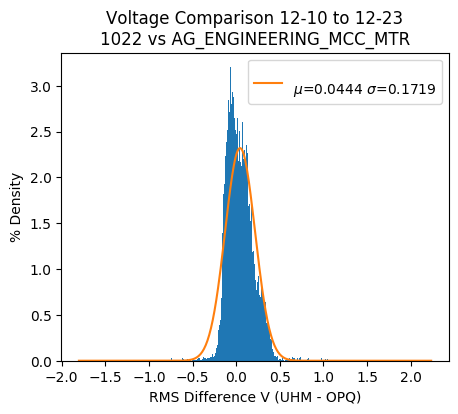 Voltage Comparison 12-10 to 12-23
1022 vs AG_ENGINEERING_MCC_MTR
μ=0.0444 σ=0.1719
% Density
3.0
2.5
2.0
1.5
1.0
0.5
0.0
−2.0 −1.5 −1.0 −0.5 0.0 0.5 1.0 1.5 2.0
RMS Difference V (UHM - OPQ)